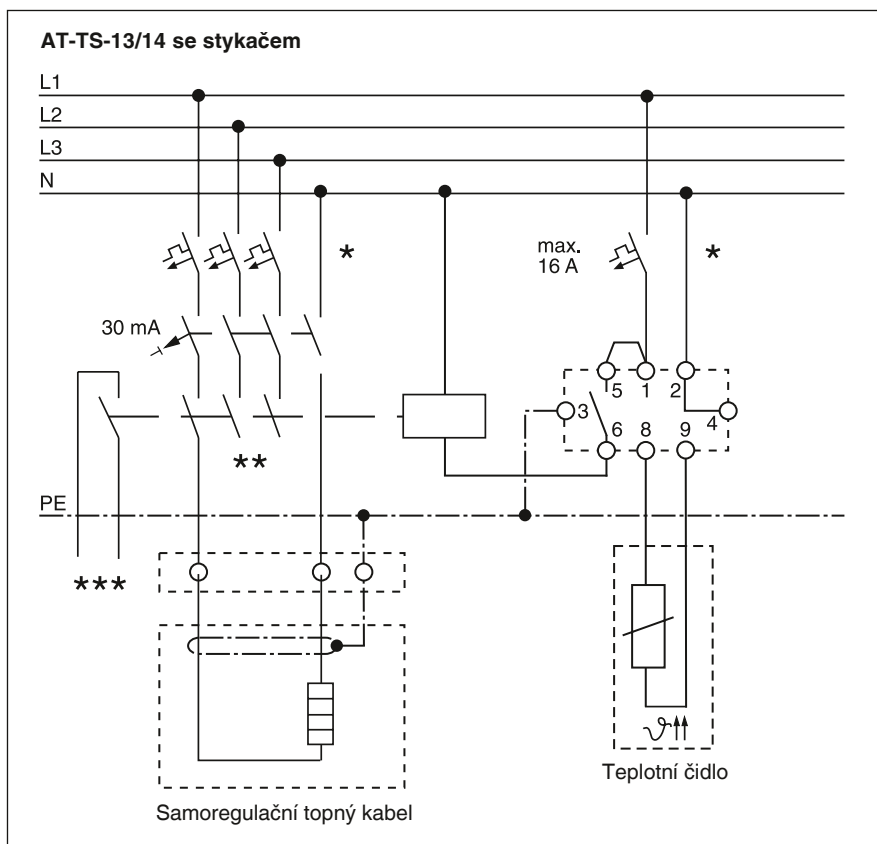 AT-TS-13/14 se stykačem
L1
L2
L3
N
*
max.
16 A
*
30 mA
5 1 2
3
4
6 8 9
**
PE
***
ϑ
Teplotní čidlo
Samoregulační topný kabel